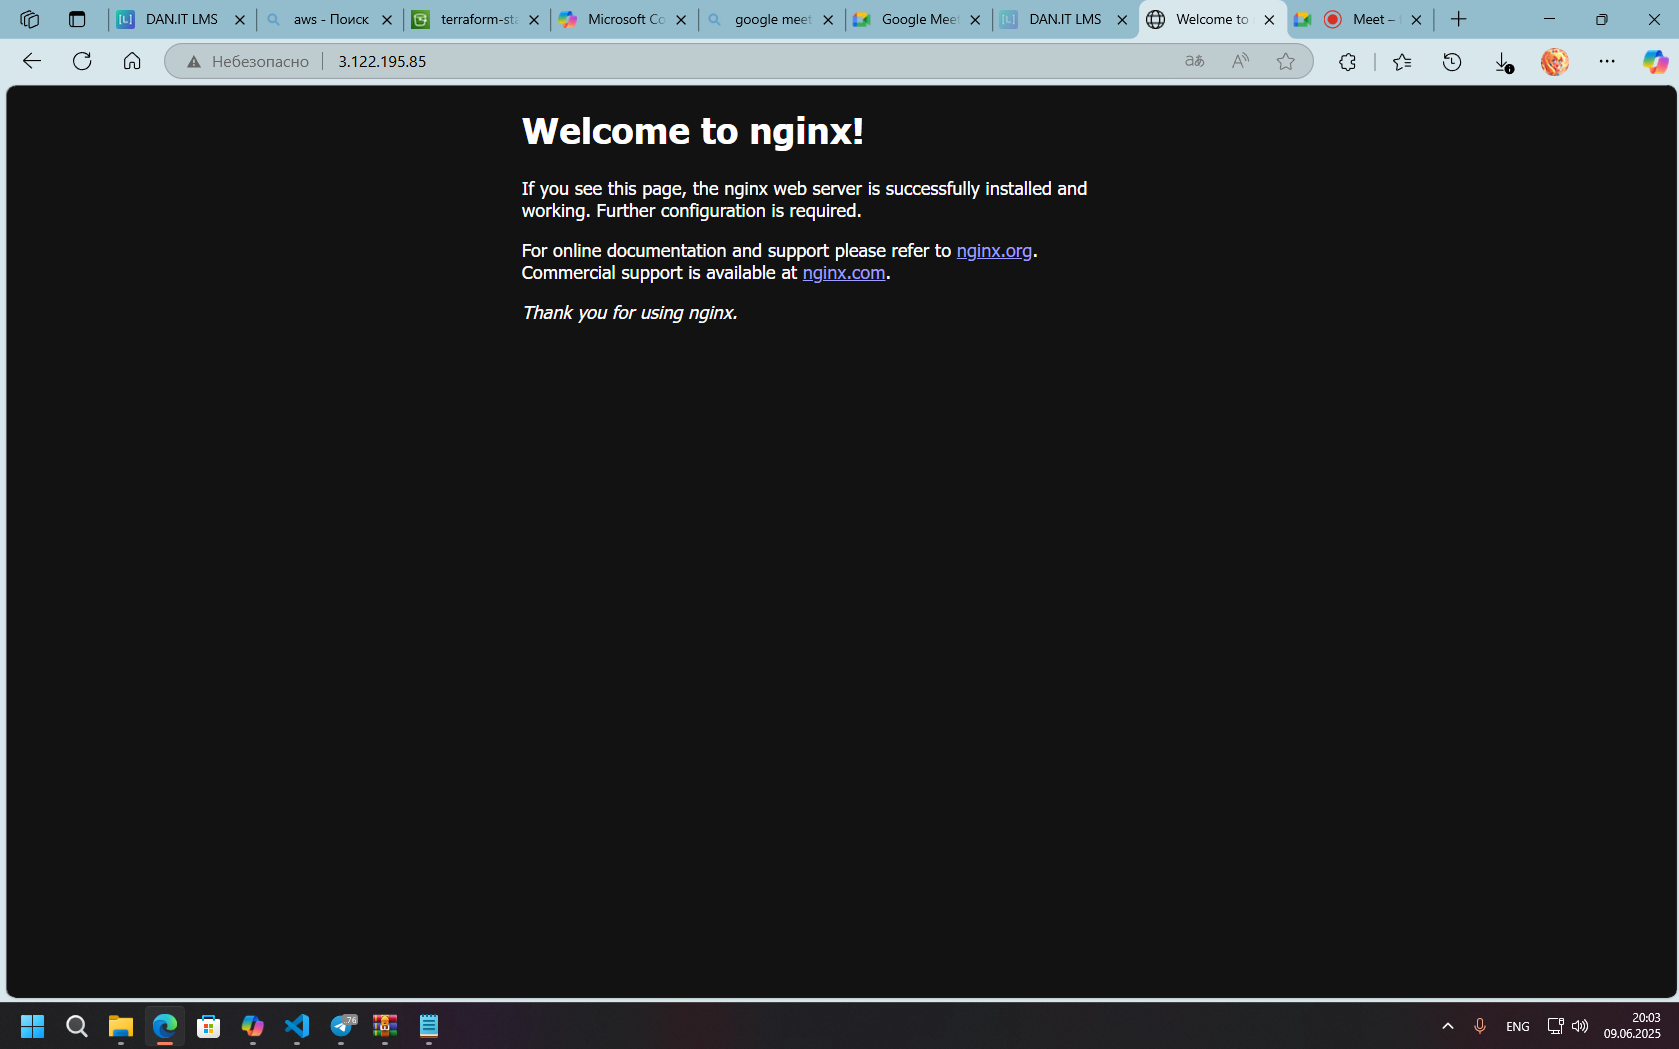 DAN.IT LMS
aws - Поиск
terraform-sta
Microsoft Co
google meet
Google Meet
DAN.IT LMS
Welcome to
Meet –
Небезопасно
3.122.195.85
Welcome to nginx!
If you see this page, the nginx web server is successfully installed and
working. Further configuration is required.
For online documentation and support please refer to nginx.org.
Commercial support is available at nginx.com.
Thank you for using nginx.
76
ENG
20:03
09.06.2025